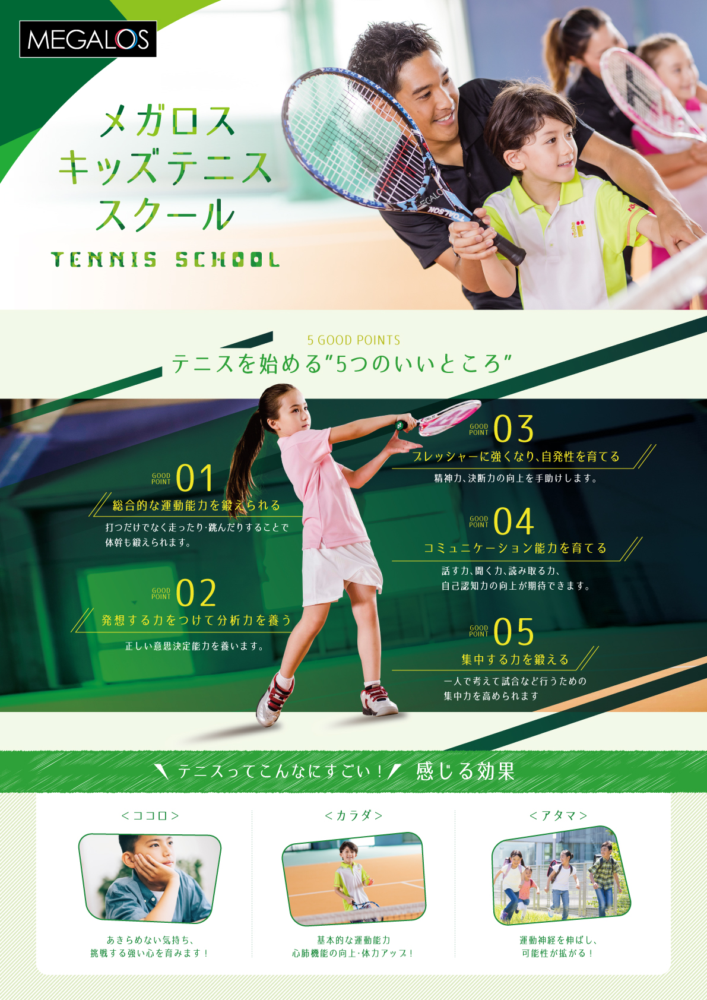 MEGALOS
メガロス
キッズテニス
スクール
TENNIS SCHOOL
MEGALOS
TOALSON
5 GOOD POINTS
テニスを始める”5つのいいところ”
GOOD POINT 01
総合的な運動能力を鍛えられる
打つだけでなく走ったり・跳んだりすることで
体幹も鍛えられます。
GOOD POINT 02
発想する力をつけて分析力を養う
正しい意思決定能力を養います。
GOOD POINT 03
プレッシャーに強くなり、自発性を育てる
精神力、決断力の向上を手助けします。
GOOD POINT 04
コミュニケーション能力を育てる
話す力、聞く力、読み取る力、
自己認知力の向上が期待できます。
GOOD POINT 05
集中する力を鍛える
一人で考えて試合など行うための
集中力を高められます
テニスってこんなにすごい！ 感じる効果
＜ココロ＞
あきらめない気持ち、
挑戦する強い心を育みます！
＜カラダ＞
基本的な運動能力
心肺機能の向上・体力アップ！
＜アタマ＞
運動神経を伸ばし、
可能性が拡がる！